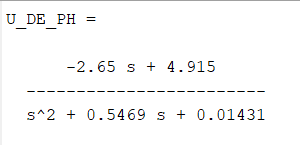 U_DE_PH =
-2.65 s + 4.915
------------------------
s^2 + 0.5469 s + 0.01431